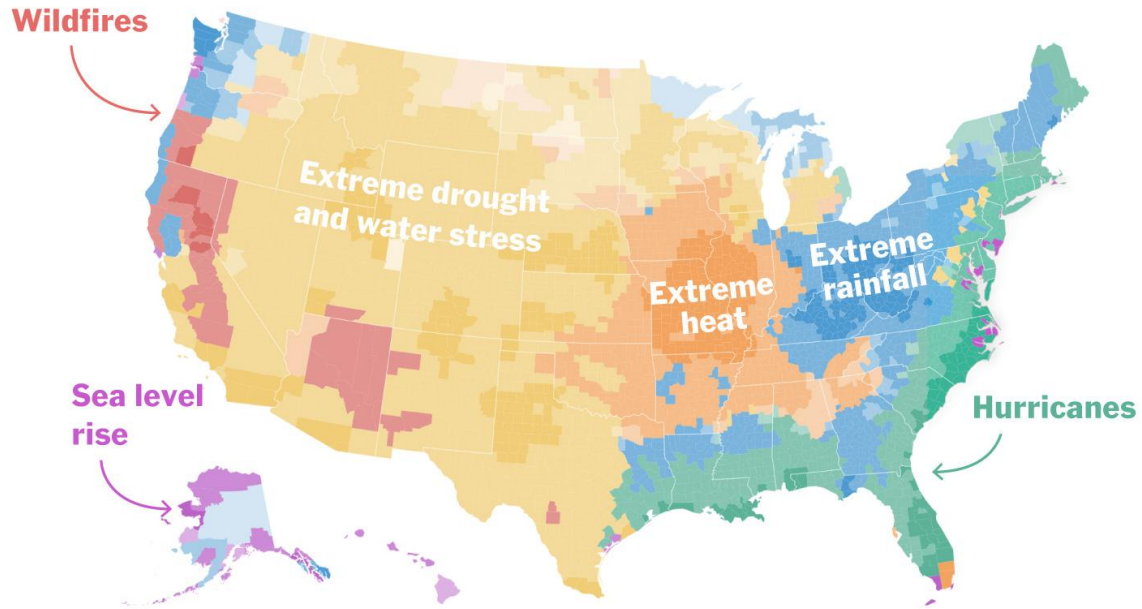 Wildfires
Extreme drought
and water stress
Extreme
rainfall
Extreme
heat
Sea level
rise
Hurricanes